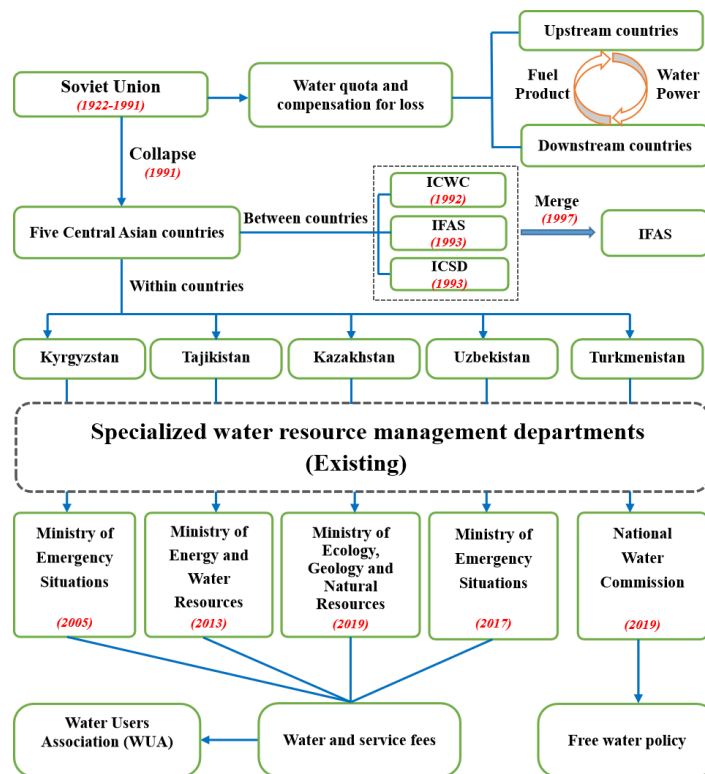 Upstream countries
Soviet Union
(1922-1991)
Water quota and
compensation for loss
Fuel
Product
Water
Power
Downstream countries
Collapse
(1991)
Five Central Asian countries
Between countries
ICWC
(1992)
IFAS
(1993)
ICSD
(1993)
Merge
(1997)
IFAS
Within countries
Kyrgyzstan
Tajikistan
Kazakhstan
Uzbekistan
Turkmenistan
Specialized water resource management departments
(Existing)
Ministry of
Emergency
Situations
(2005)
Ministry of
Energy and
Water
Resources
(2013)
Ministry of
Ecology,
Geology and
Natural
Resources
(2019)
Ministry of
Emergency
Situations
(2017)
National
Water
Commission
(2019)
Water Users
Association (WUA)
Water and service fees
Free water policy